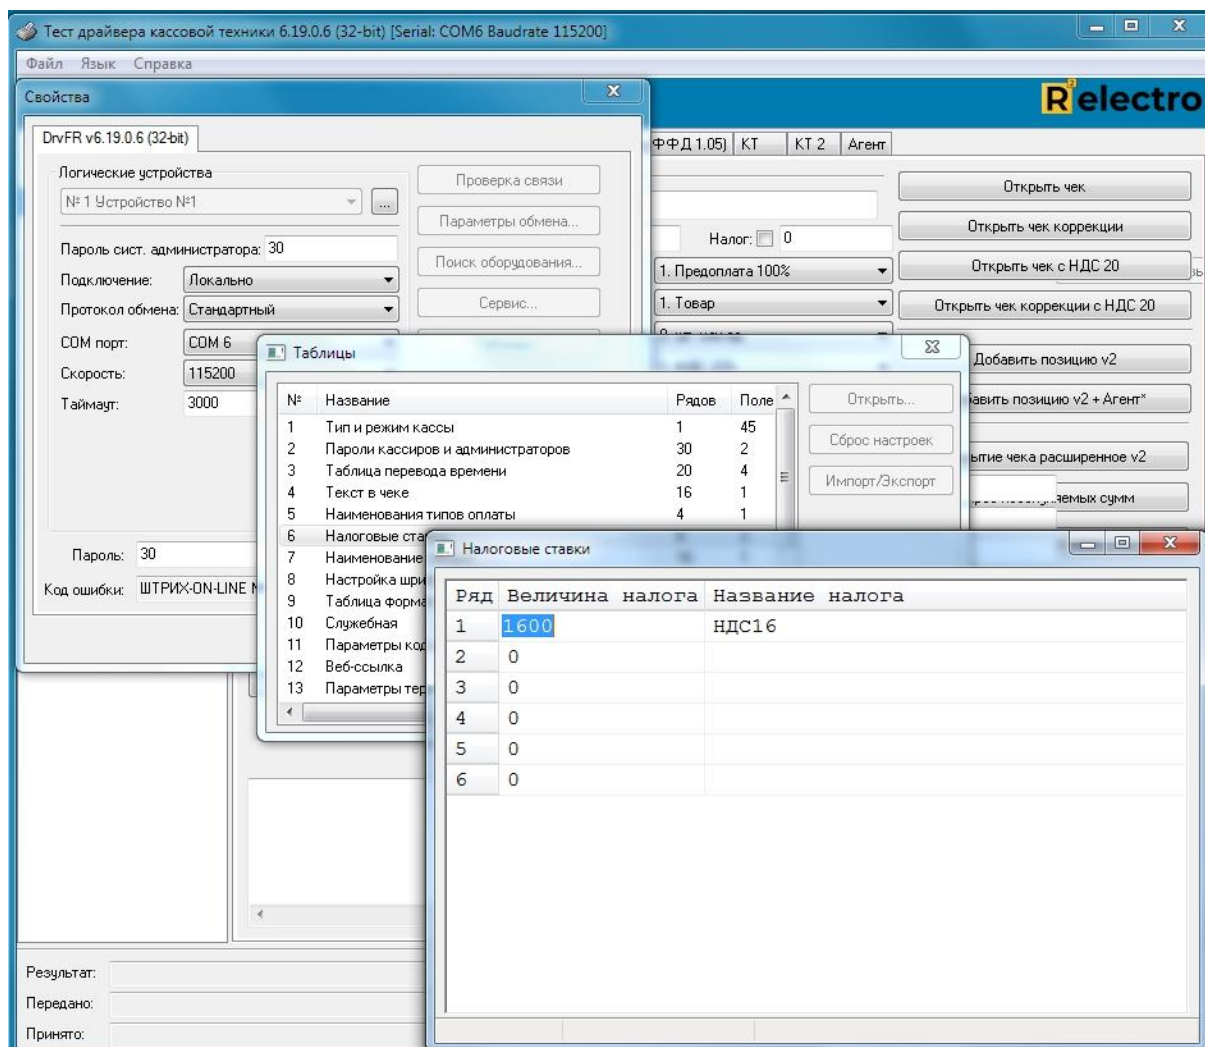 Тест драйвера кассовой техники 6.19.0.6 (32-bit) [Serial: COM6 Baudrate 115200]
Файл Язык Справка
R2electro
Свойства
DrvFR v6.19.0.6 (32-bit)
Логические устройства
№ 1 Устройство №1
...
Пароль сист. администратора: 30
Подключение: Локально
Протокол обмена: Стандартный
COM порт: COM 6
Скорость: 115200
Таймаут: 3000
Проверка связи
Параметры обмена...
Поиск оборудования...
Сервис...
Пароль: 30
Код ошибки: ШТРИХ-ON-LINE
ФФД 1.05) КТ КТ 2 Агент
Налог: 0
1. Предоплата 100%
1. Товар
Открыть чек
Открыть чек коррекции
Открыть чек с НДС 20
Открыть чек коррекции с НДС 20
Добавить позицию v2
позицию v2 + Агент*
чека расширенное v2
сумм
Таблицы
№ Название Рядов Поле
1 Тип и режим кассы 1 45
2 Пароли кассиров и администраторов 30 2
3 Таблица перевода времени 20 4
4 Текст в чеке 16 1
5 Наименования типов оплаты 4 1
6 Налоговые
7 Наименование
8 Настройка
9 Таблица
10 Служебная
11 Параметры
12 Веб-ссылка
13 Параметры
Открыть...
Сброс настроек
Импорт/Экспорт
Налоговые ставки
Ряд Величина налога Название налога
1 1600 НДС16
2 0
3 0
4 0
5 0
6 0
Результат:
Передано:
Принято: